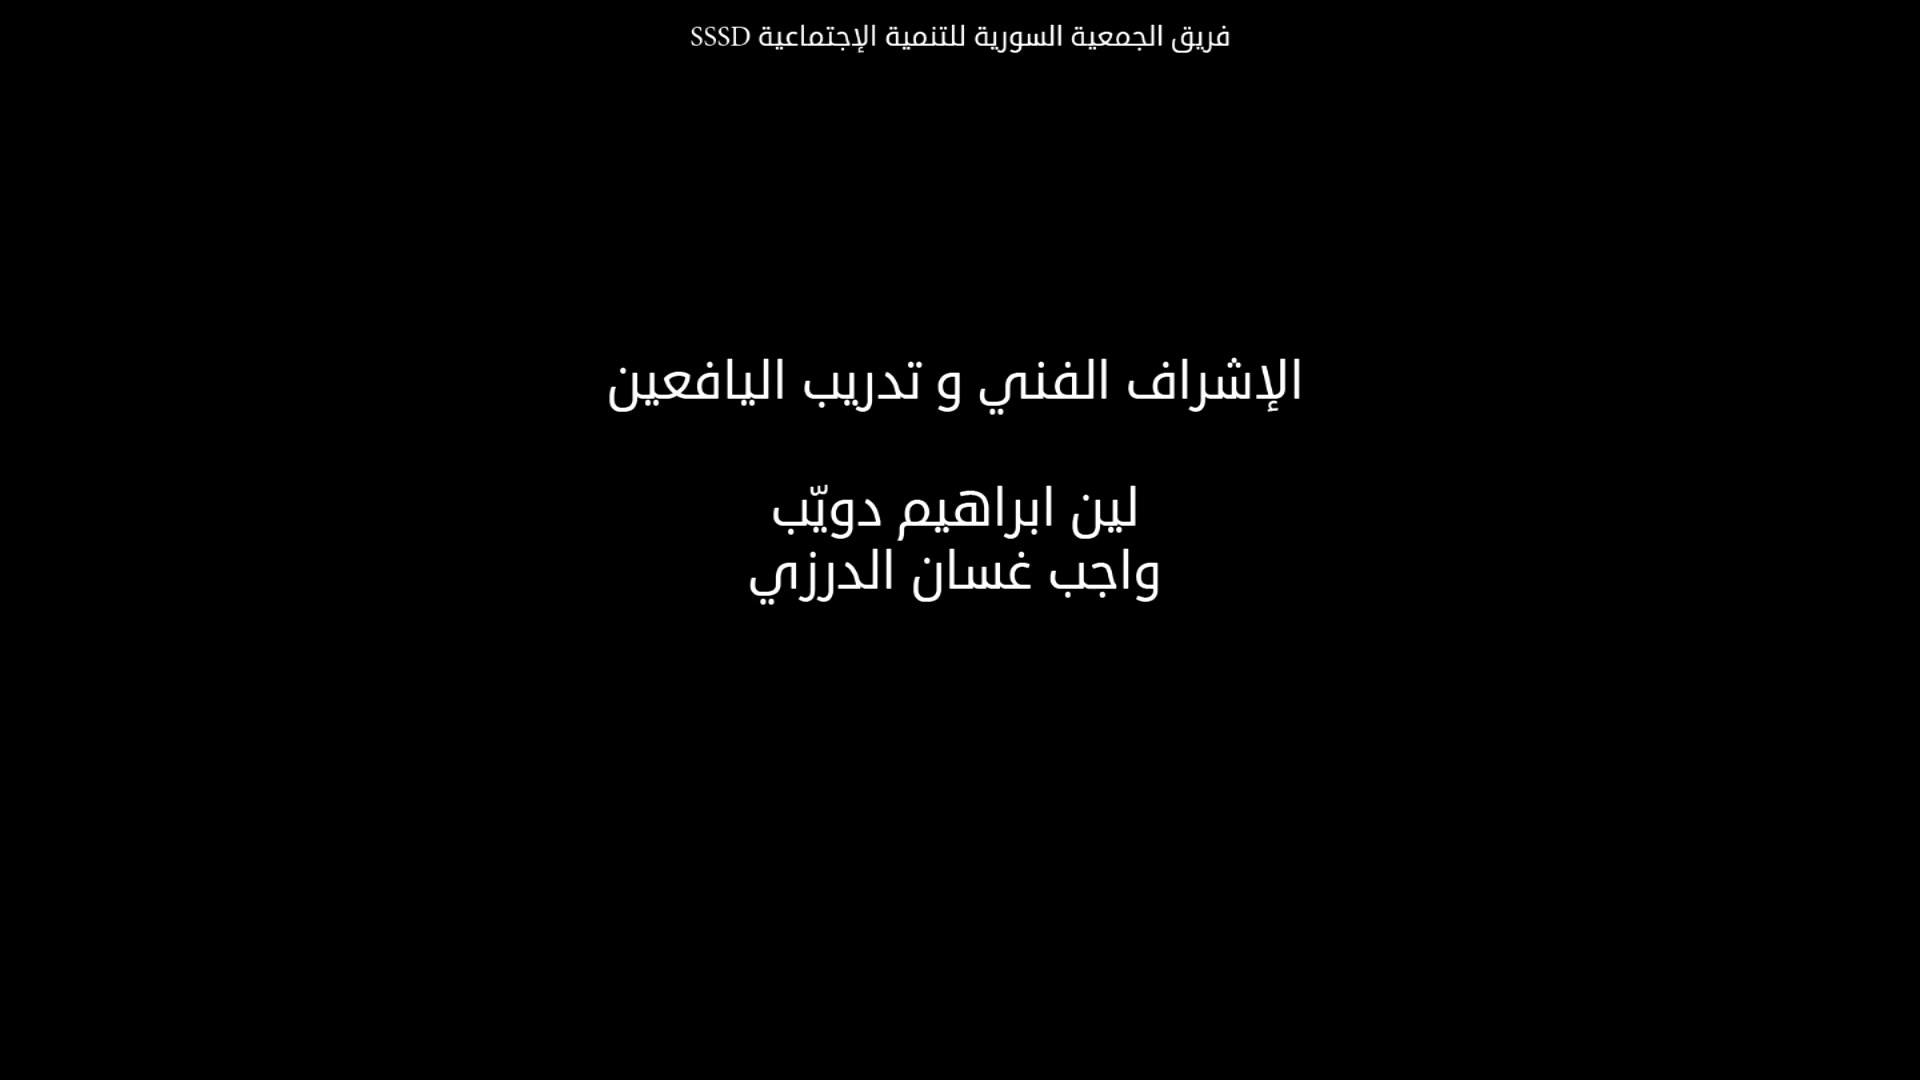 فريق الجمعية السورية للتنمية الإجتماعية SSSD
الإشراف الفني و تدريب اليافعين
لين ابراهيم دويّب
واجب غسان الدرزي